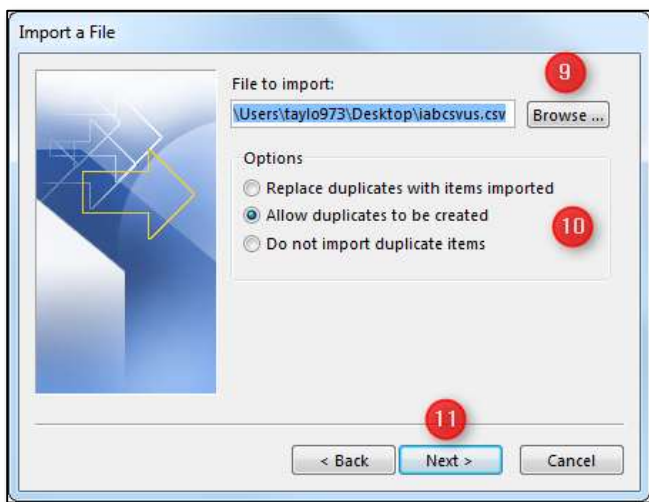 Import a File
File to import:
9
\Users\taylo973\Desktop\iabcsvus.csv
Browse ...
Options
Replace duplicates with items imported
Allow duplicates to be created
10
Do not import duplicate items
11
< Back
Next >
Cancel